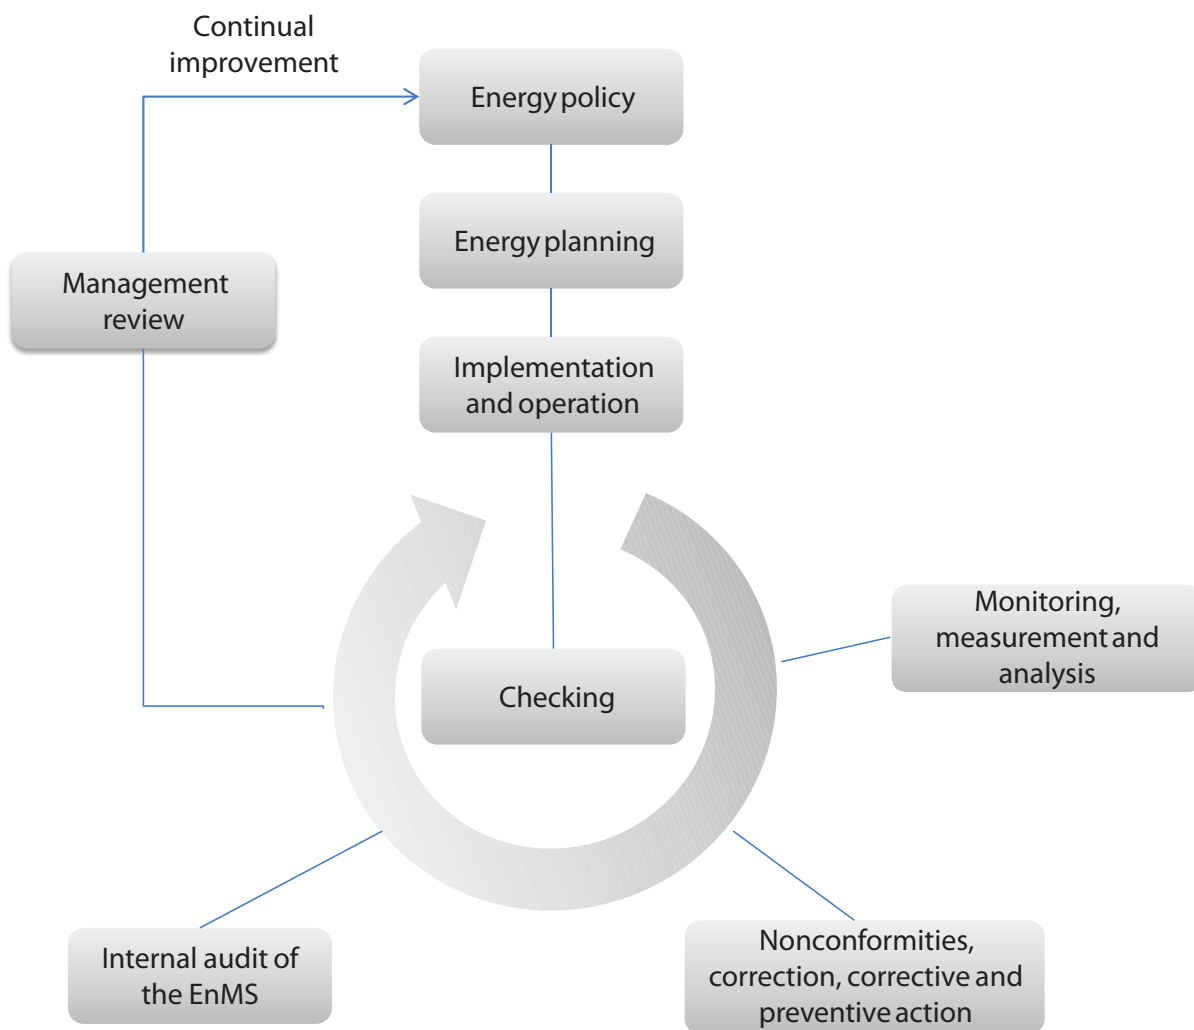 Continual
improvement
Energy policy
Energy planning
Management
review
Implementation
and operation
Monitoring,
measurement and
analysis
Checking
Internal audit of
the EnMS
Nonconformities,
correction, corrective and
preventive action